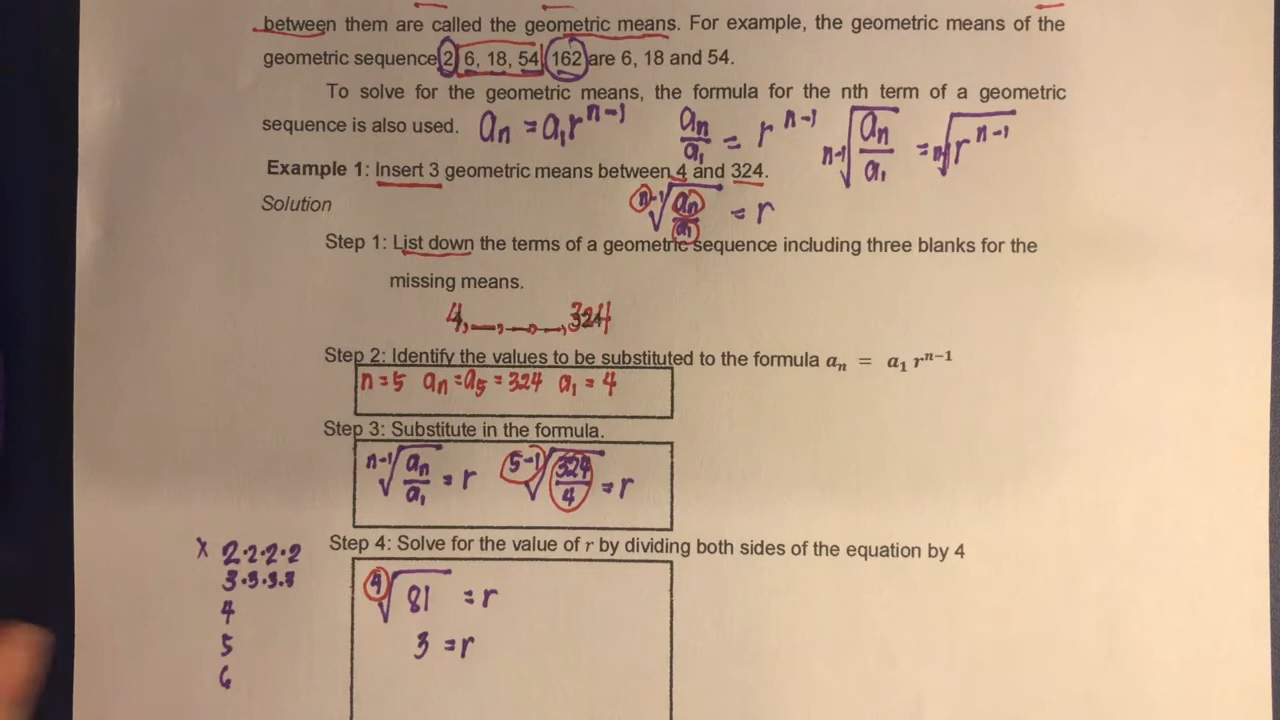 between them are called the geometric means. For example, the geometric means of the
geometric sequence 2, 6, 18, 54, 162 are 6, 18 and 54.
To solve for the geometric means, the formula for the nth term of a geometric
sequence is also used. aₙ = a₁rⁿ⁻¹ aₙ/a₁ = rⁿ⁻¹ ⁿ⁻¹√(aₙ/a₁) = ⁿ⁻¹√(rⁿ⁻¹)
Example 1: Insert 3 geometric means between 4 and 324.
Solution ⁿ⁻¹√(aₙ/a₁) = r
Step 1: List down the terms of a geometric sequence including three blanks for the
missing means.
4, __, __, __, 324
Step 2: Identify the values to be substituted to the formula aₙ = a₁ rⁿ⁻¹
n = 5 aₙ = a₅ = 324 a₁ = 4
Step 3: Substitute in the formula.
ⁿ⁻¹√(aₙ/a₁) = r ⁵⁻¹√(324/4) = r
Step 4: Solve for the value of r by dividing both sides of the equation by 4
x 2·2·2·2
3·3·3·3
4
5
6
⁴√81 = r
3 = r